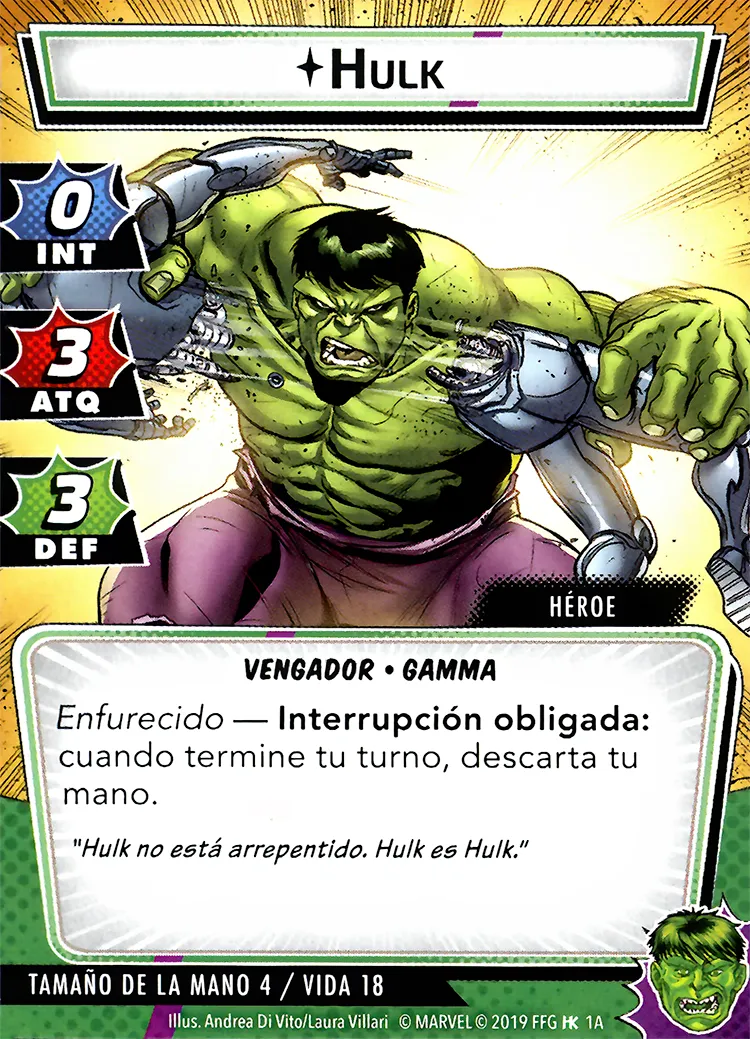 HULK
0
INT
3
ATQ
3
DEF
HÉROE
VENGADOR • GAMMA
Enfurecido — Interrupción obligada:
cuando termine tu turno, descarta tu
mano.
"Hulk no está arrepentido. Hulk es Hulk."
TAMAÑO DE LA MANO 4 / VIDA 18
Illus. Andrea Di Vito/Laura Villari © MARVEL © 2019 FFG HK 1A